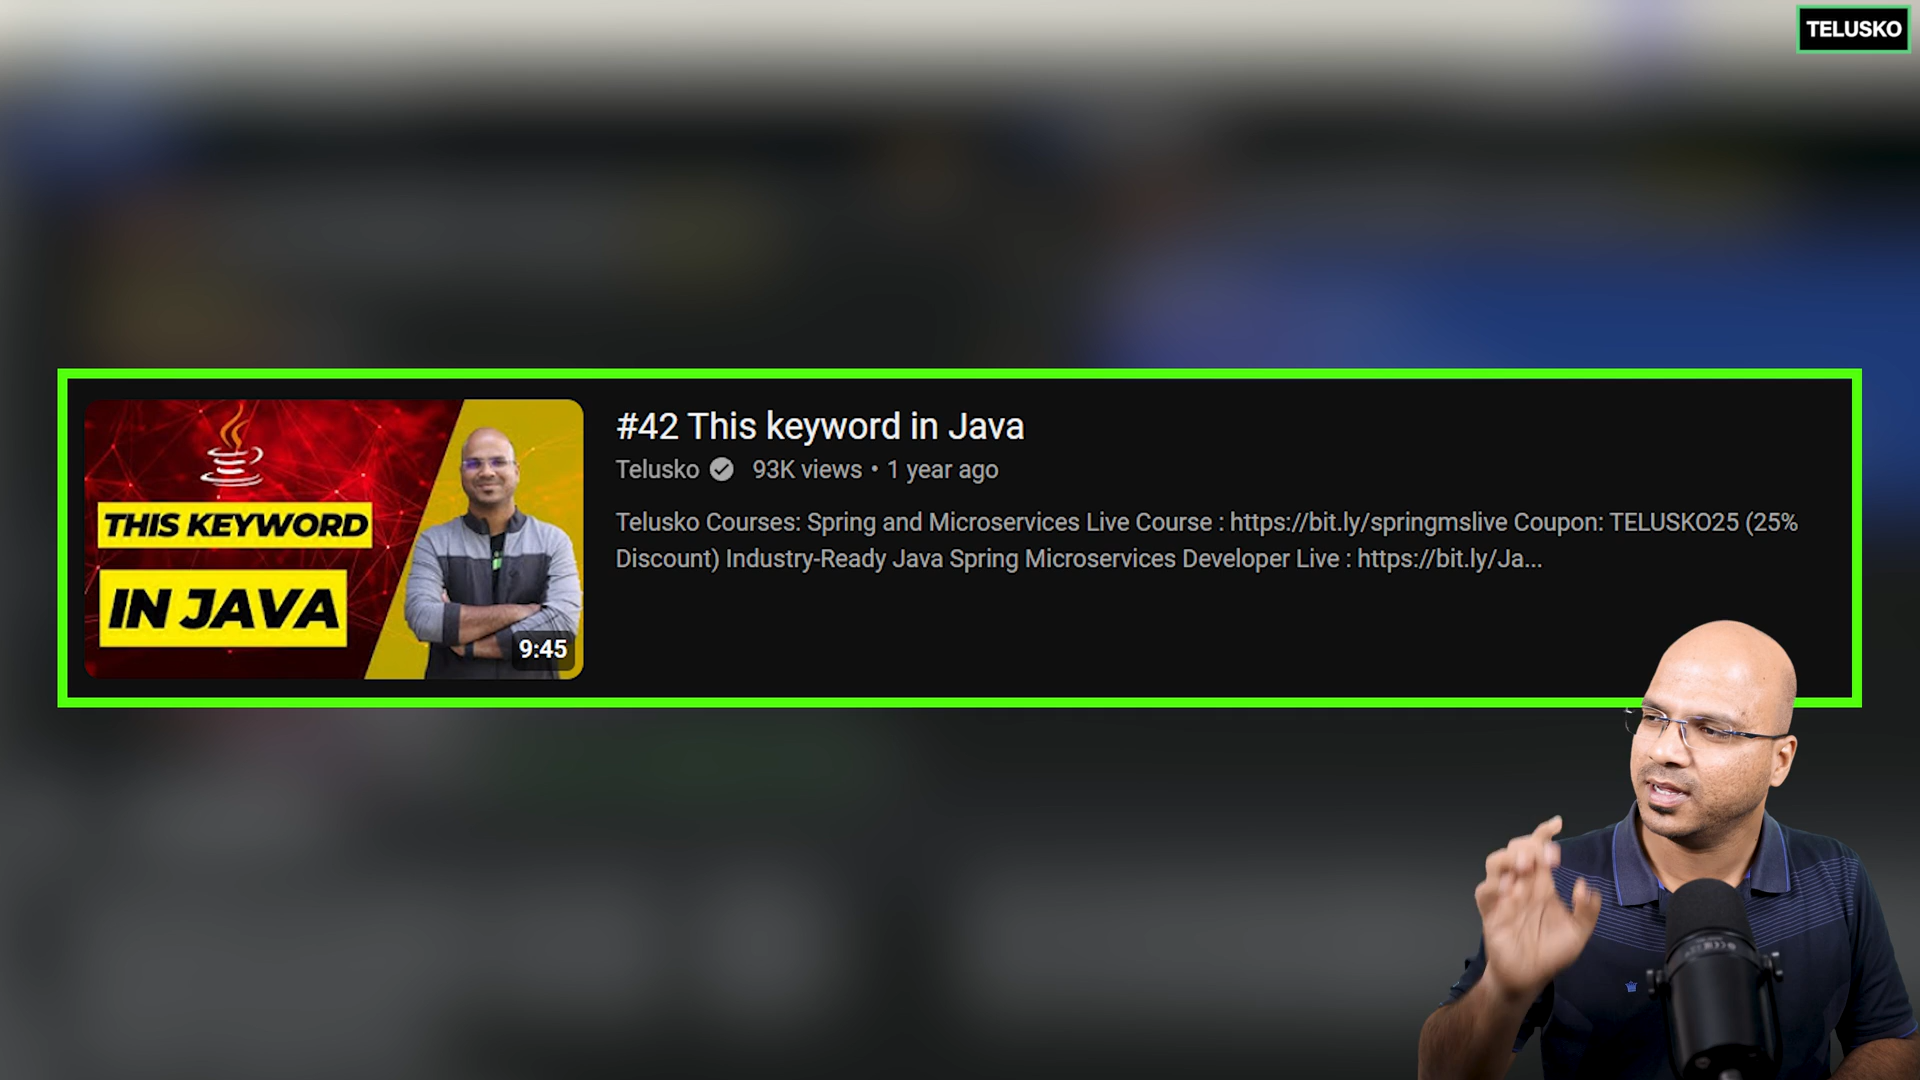 TELUSKO
THIS KEYWORD
IN JAVA
9:45
#42 This keyword in Java
Telusko 93K views • 1 year ago
Telusko Courses: Spring and Microservices Live Course : https://bit.ly/springmslive Coupon: TELUSKO25 (25%
Discount) Industry-Ready Java Spring Microservices Developer Live : https://bit.ly/Ja...